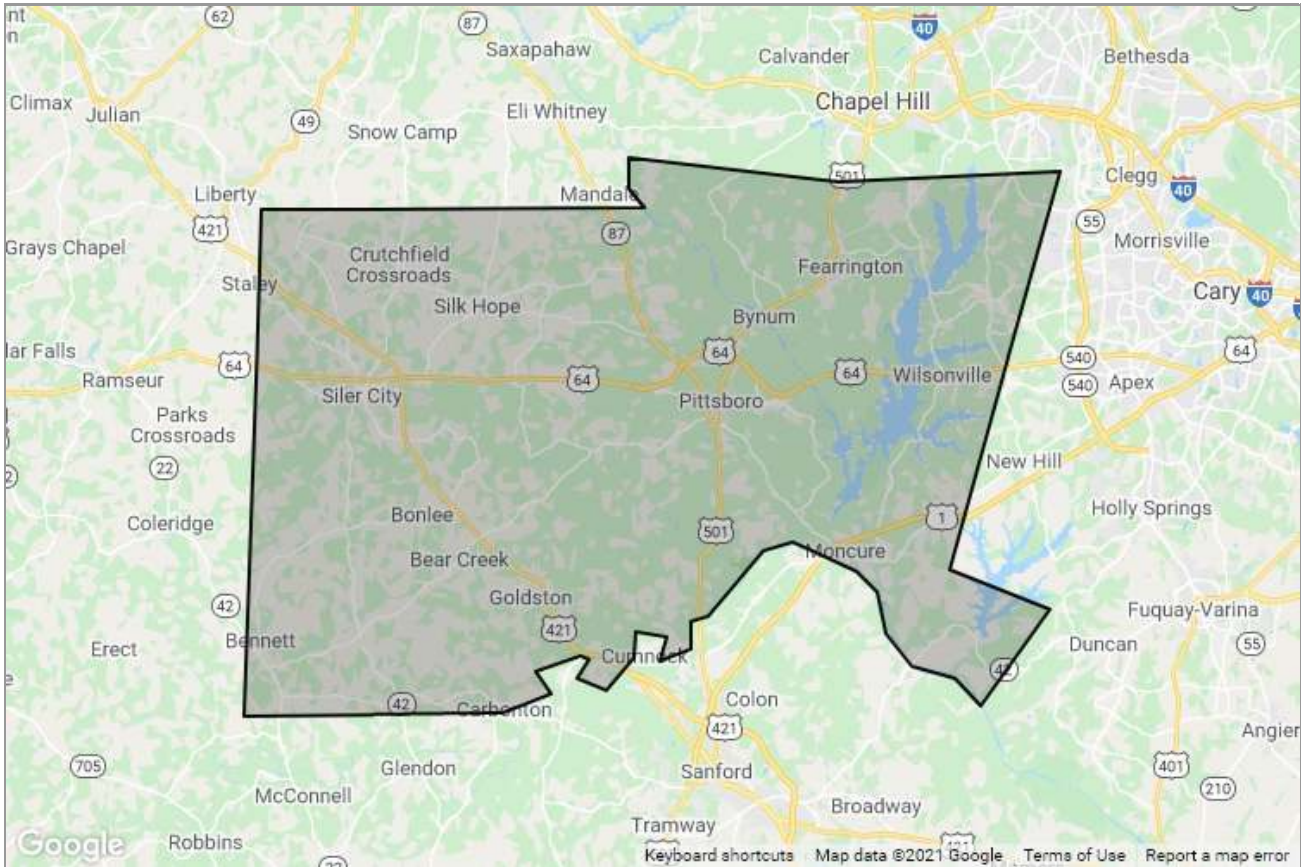 nt
n
62
87
Saxapahaw
40
Calvander
Bethesda
Climax
Julian
Chapel Hill
Eli Whitney
49
Snow Camp
501
Clegg
40
Liberty
Mandale
55
421
87
Morrisville
Grays Chapel
Crutchfield
Crossroads
Fearrington
Staley
Cary
40
Silk Hope
Bynum
lar Falls
64
64
540
64
Ramseur
64
64
Wilsonville
540
Apex
Siler City
Pittsboro
Parks
Crossroads
22
New Hill
Coleridge
Bonlee
1
Holly Springs
501
Bear Creek
Moncure
Goldston
42
421
Fuquay-Varina
Bennett
Erect
Duncan
55
Cumnock
42
42
Carbonton
Colon
421
Angier
705
Glendon
Sanford
401
210
McConnell
Broadway
Robbins
Tramway
421
22
Google
Keyboard shortcuts
Map data ©2021 Google
Terms of Use
Report a map error